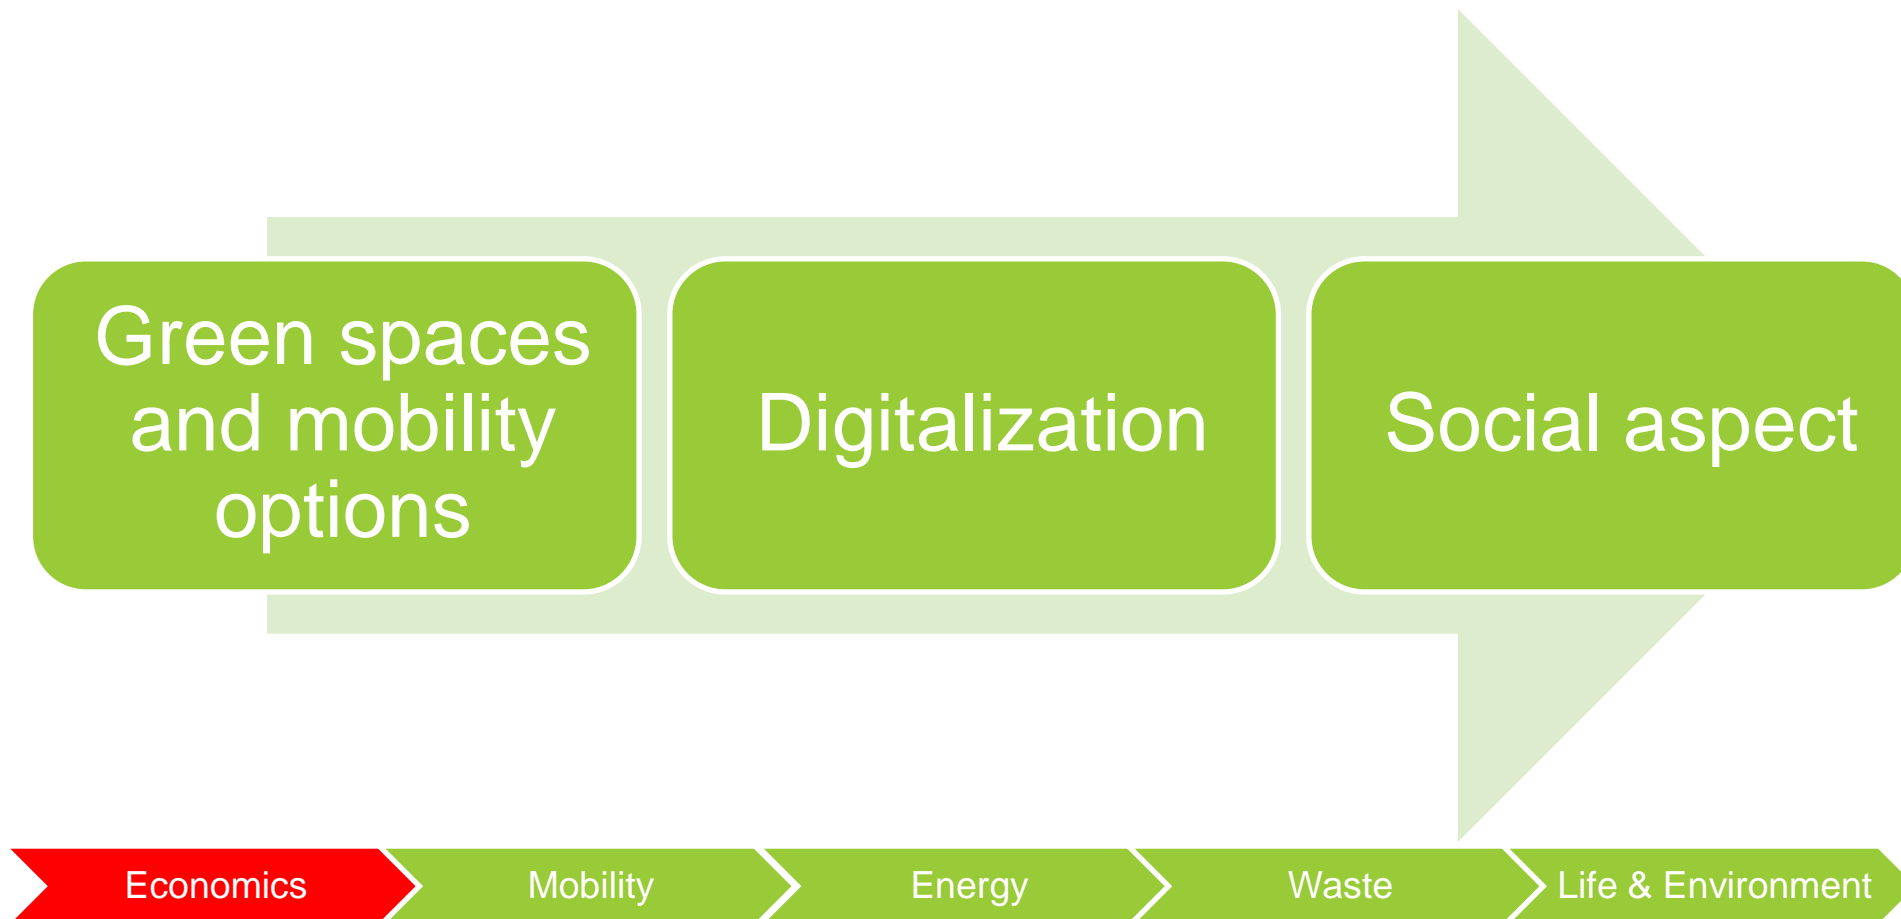 Green spaces
and mobility
options
Digitalization
Social aspect
Economics
Mobility
Energy
Waste
Life & Environment